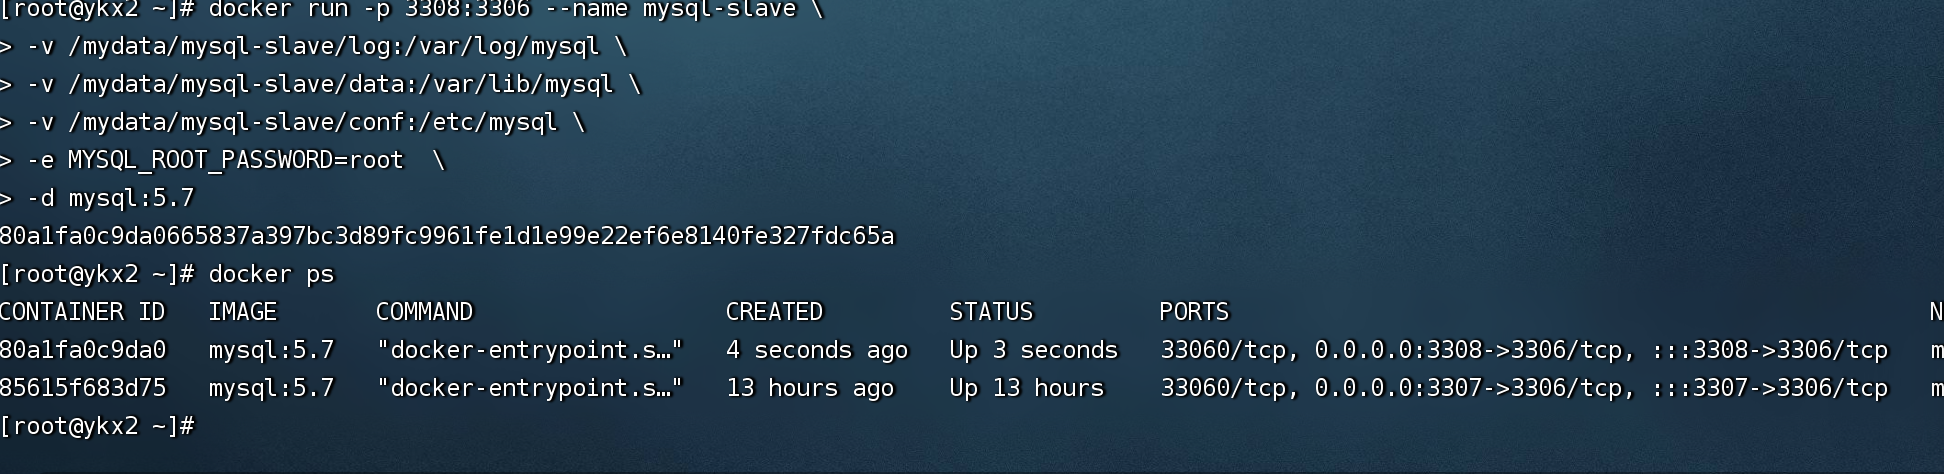 [root@ykx2 ~]# docker run -p 3308:3306 --name mysql-slave \
> -v /mydata/mysql-slave/log:/var/log/mysql \
> -v /mydata/mysql-slave/data:/var/lib/mysql \
> -v /mydata/mysql-slave/conf:/etc/mysql \
> -e MYSQL_ROOT_PASSWORD=root  \
> -d mysql:5.7
80a1fa0c9da0665837a397bc3d89fc9961fe1d1e99e22ef6e8140fe327fdc65a
[root@ykx2 ~]# docker ps
CONTAINER ID   IMAGE       COMMAND                  CREATED         STATUS         PORTS                                                  N
80a1fa0c9da0   mysql:5.7   "docker-entrypoint.s…"   4 seconds ago   Up 3 seconds   33060/tcp, 0.0.0.0:3308->3306/tcp, :::3308->3306/tcp   m
85615f683d75   mysql:5.7   "docker-entrypoint.s…"   13 hours ago    Up 13 hours    33060/tcp, 0.0.0.0:3307->3306/tcp, :::3307->3306/tcp   m
[root@ykx2 ~]#